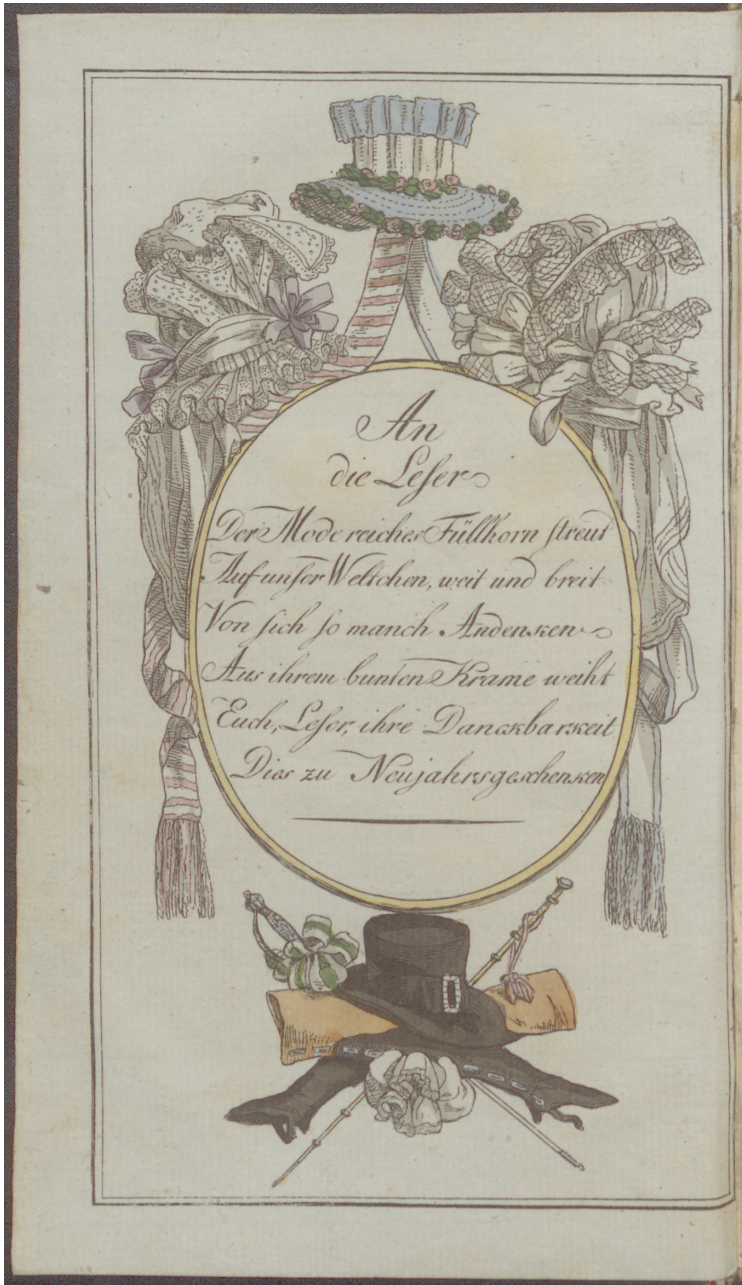 An
die Leser
Der Mode reiches Füllhorn streut
Auf unser Weltchen, weit und breit
Von sich so manch Andenken
Aus ihrem bunten Krame weiht
Euch, Leser, ihre Danckbarkeit
Dies zu Neujahrsgeschenken